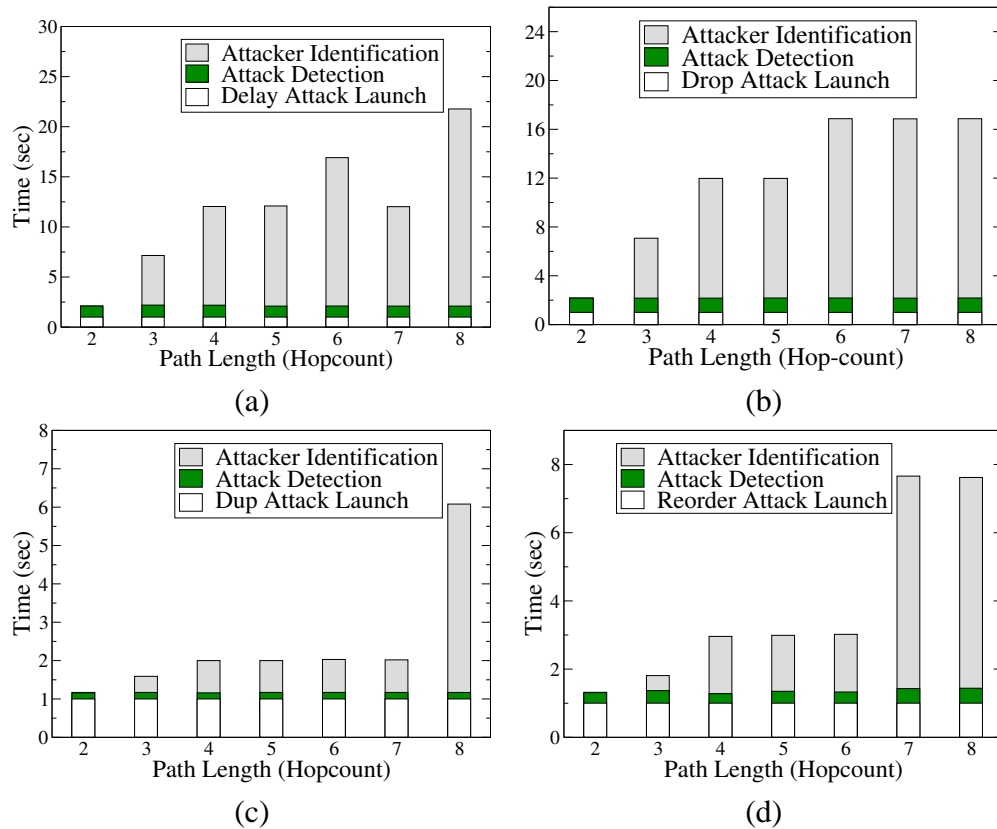 30
25
20
15
10
5
0
Time (sec)
Attacker Identification
Attack Detection
Delay Attack Launch
2 3 4 5 6 7 8
Path Length (Hopcount)
(a)
24
20
16
12
8
4
0
Time (sec)
Attacker Identification
Attack Detection
Drop Attack Launch
2 3 4 5 6 7 8
Path Length (Hop-count)
(b)
8
7
6
5
4
3
2
1
0
Time (sec)
Attacker Identification
Attack Detection
Dup Attack Launch
2 3 4 5 6 7 8
Path Length (Hopcount)
(c)
8
6
4
2
0
Time (sec)
Attacker Identification
Attack Detection
Reorder Attack Launch
2 3 4 5 6 7 8
Path Length (Hopcount)
(d)